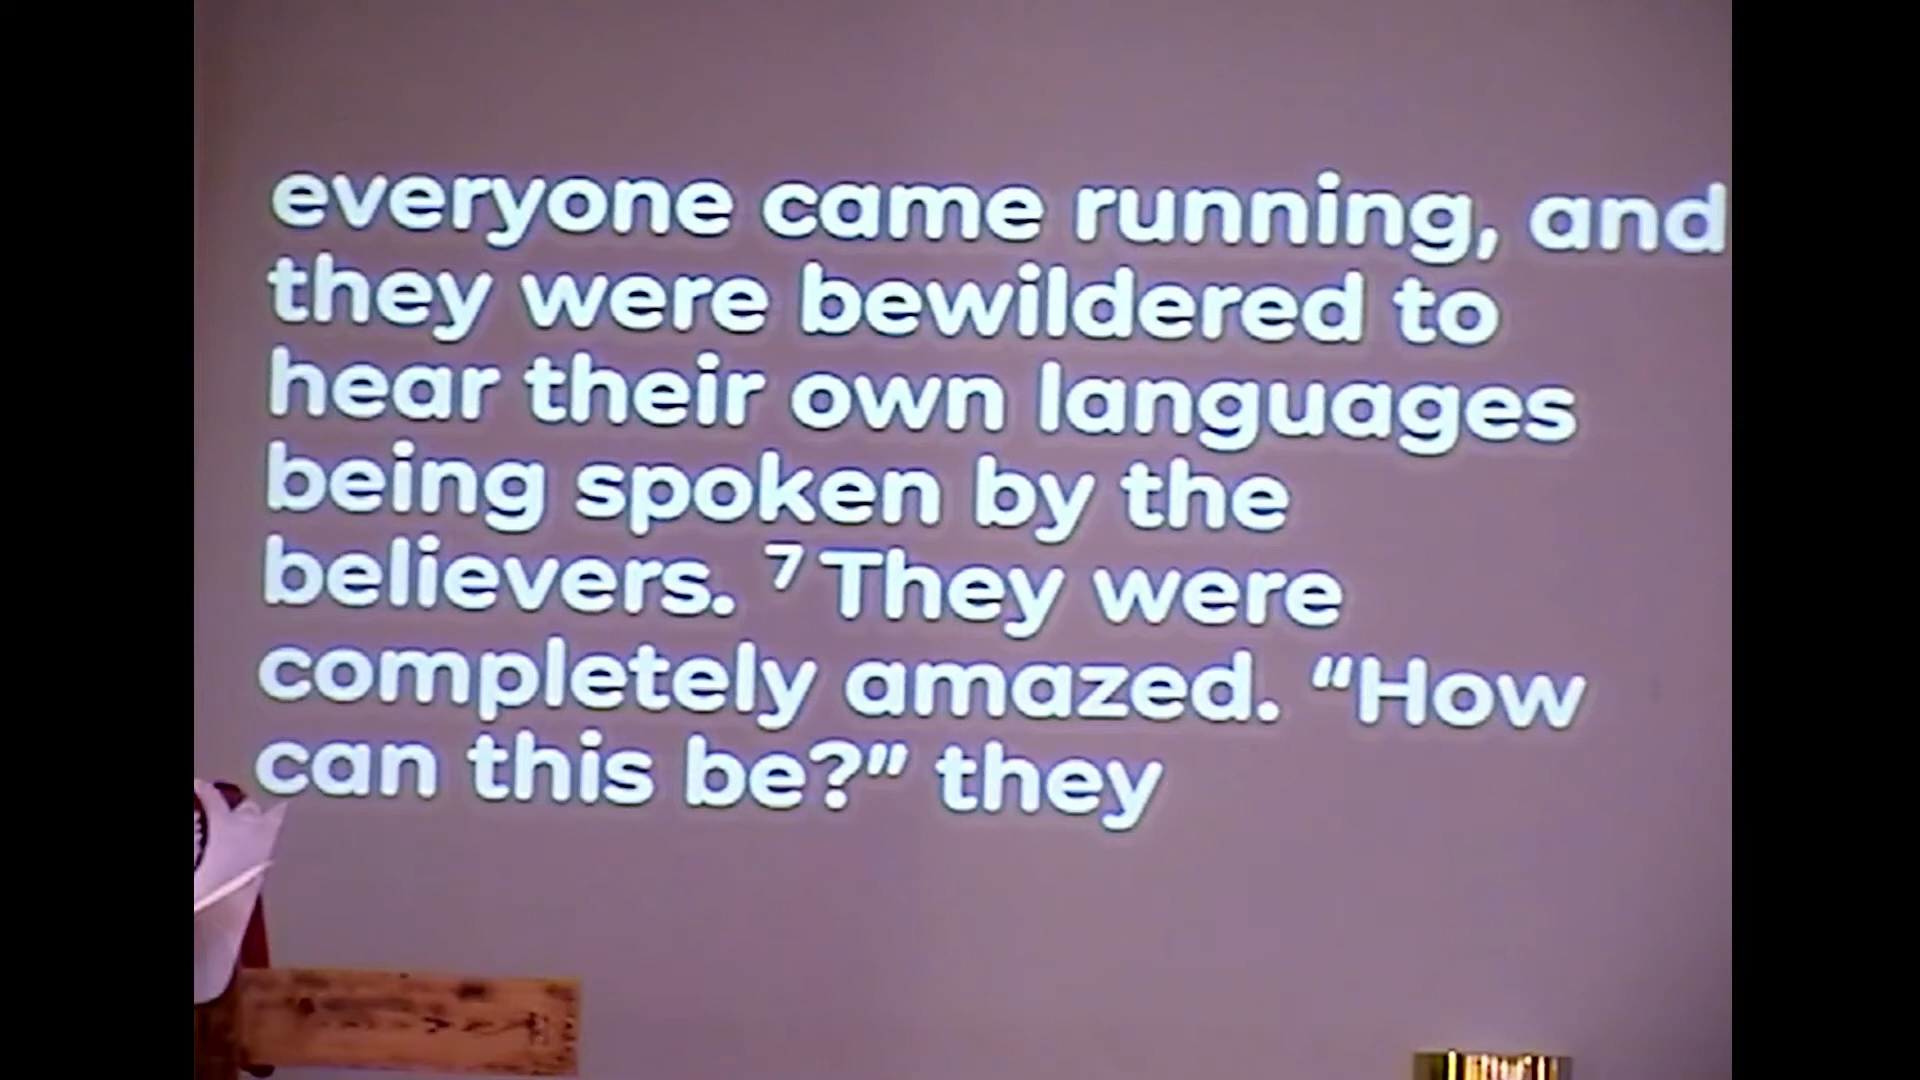 everyone came running, and
they were bewildered to
hear their own languages
being spoken by the
believers. ⁷ They were
completely amazed. “How
can this be?” they